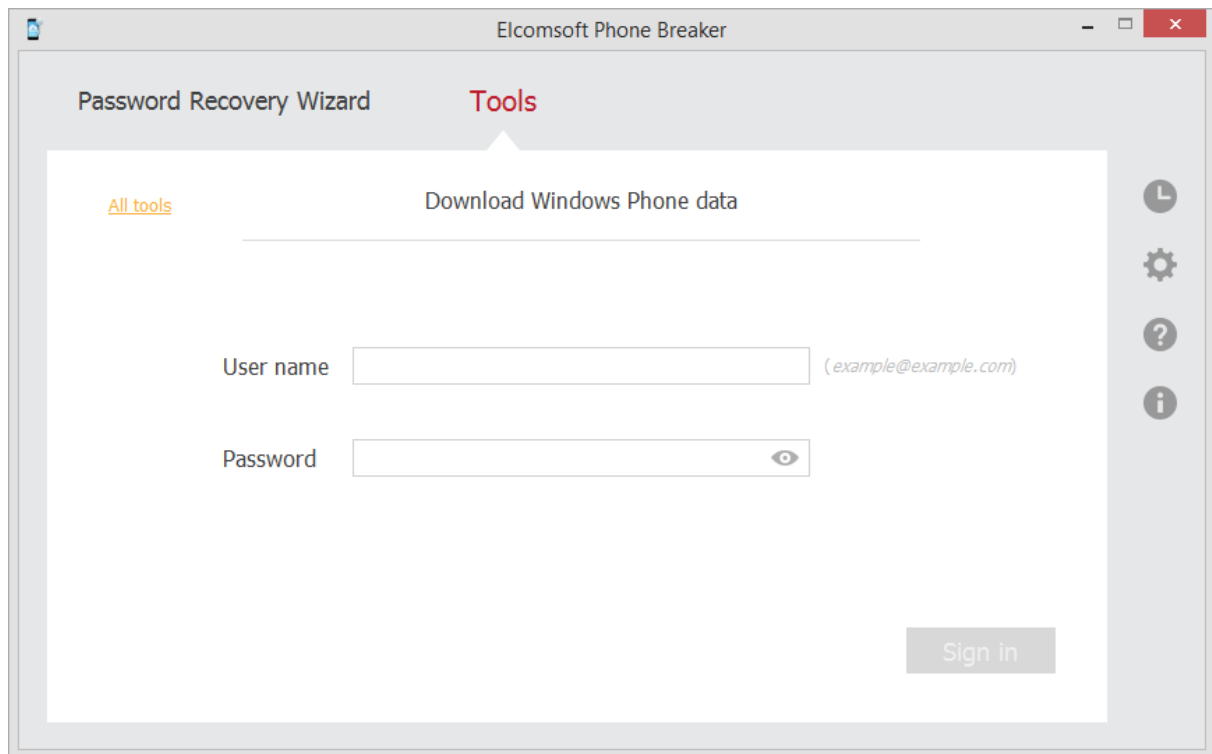 Elcomsoft Phone Breaker
Password Recovery Wizard Tools
All tools
Download Windows Phone data
User name
(example@example.com)
Password
Sign in